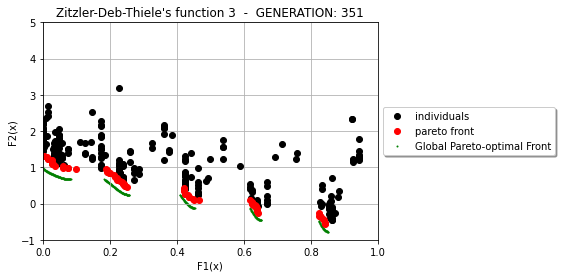 Zitzler-Deb-Thiele's function 3 - GENERATION: 351
5
4
3
2
1
0
−1
F2(x)
0.0 0.2 0.4 0.6 0.8 1.0
F1(x)
individuals
pareto front
Global Pareto-optimal Front